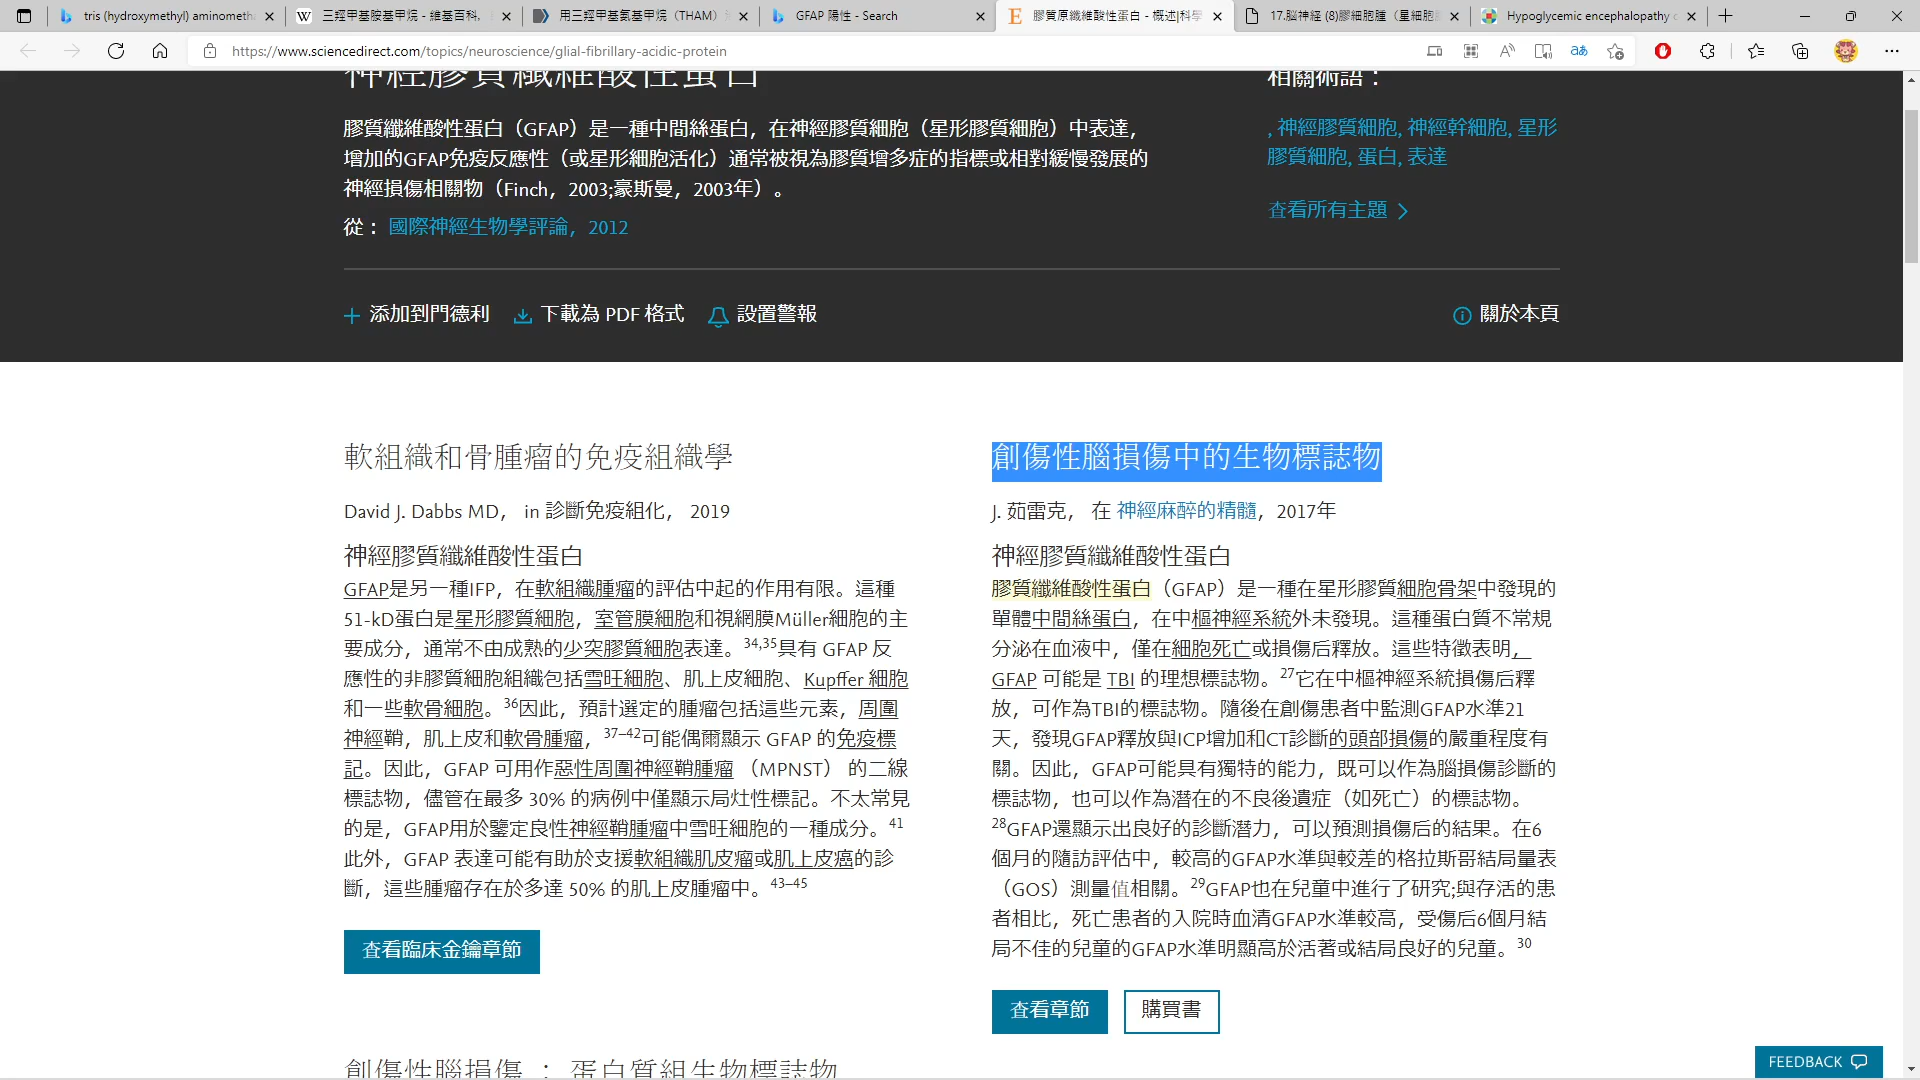 tris (hydroxymethyl) aminometh
三羥甲基胺基甲烷 - 維基百科,
用三羥甲基氨基甲烷（THAM）
GFAP 陽性 - Search
膠質原纖維酸性蛋白 - 概述|科學
17.脳神経 (8)膠細胞腫（星細胞
Hypoglycemic encephalopathy
https://www.sciencedirect.com/topics/neuroscience/glial-fibrillary-acidic-protein
神經膠質纖維酸性蛋白
膠質纖維酸性蛋白（GFAP）是一種中間絲蛋白，在神經膠質細胞（星形膠質細胞）中表達，
增加的GFAP免疫反應性（或星形細胞活化）通常被視為膠質增多症的指標或相對緩慢發展的
神經損傷相關物（Finch，2003;豪斯曼，2003年）。
從： 國際神經生物學評論，2012
相關術語：
, 神經膠質細胞, 神經幹細胞, 星形
膠質細胞, 蛋白, 表達
查看所有主題
添加到門德利 下載為 PDF 格式 設置警報
關於本頁
軟組織和骨腫瘤的免疫組織學
David J. Dabbs MD， in 診斷免疫組化， 2019
神經膠質纖維酸性蛋白
GFAP是另一種IFP，在軟組織腫瘤的評估中起的作用有限。這種
51-kD蛋白是星形膠質細胞，室管膜細胞和視網膜Müller細胞的主
要成分，通常不由成熟的少突膠質細胞表達。34,35具有 GFAP 反
應性的非膠質細胞組織包括雪旺細胞、肌上皮細胞、Kupffer 細胞
和一些軟骨細胞。36因此，預計選定的腫瘤包括這些元素，周圍
神經鞘，肌上皮和軟骨腫瘤，37–42可能偶爾顯示 GFAP 的免疫標
記。因此，GFAP 可用作惡性周圍神經鞘腫瘤 （MPNST） 的二線
標誌物，儘管在最多 30% 的病例中僅顯示局灶性標記。不太常見
的是，GFAP用於鑒定良性神經鞘腫瘤中雪旺細胞的一種成分。41
此外，GFAP 表達可能有助於支援軟組織肌皮瘤或肌上皮癌的診
斷，這些腫瘤存在於多達 50% 的肌上皮腫瘤中。43–45
查看臨床金鑰章節
創傷性腦損傷中的生物標誌物
J. 茹雷克， 在 神經麻醉的精髓，2017年
神經膠質纖維酸性蛋白
膠質纖維酸性蛋白（GFAP）是一種在星形膠質細胞骨架中發現的
單體中間絲蛋白，在中樞神經系統外未發現。這種蛋白質不常規
分泌在血液中，僅在細胞死亡或損傷后釋放。這些特徵表明，
GFAP 可能是 TBI 的理想標誌物。27它在中樞神經系統損傷后釋
放，可作為TBI的標誌物。隨後在創傷患者中監測GFAP水準21
天，發現GFAP釋放與ICP增加和CT診斷的頭部損傷的嚴重程度有
關。因此，GFAP可能具有獨特的能力，既可以作為腦損傷診斷的
標誌物，也可以作為潛在的不良後遺症（如死亡）的標誌物。
28GFAP還顯示出良好的診斷潛力，可以預測損傷后的結果。在6
個月的隨訪評估中，較高的GFAP水準與較差的格拉斯哥結局量表
（GOS）測量值相關。29GFAP也在兒童中進行了研究;與存活的患
者相比，死亡患者的入院時血清GFAP水準較高，受傷后6個月結
局不佳的兒童的GFAP水準明顯高於活著或結局良好的兒童。30
查看章節 購買書
創傷性腦損傷 ： 蛋白質組生物標誌物
FEEDBACK